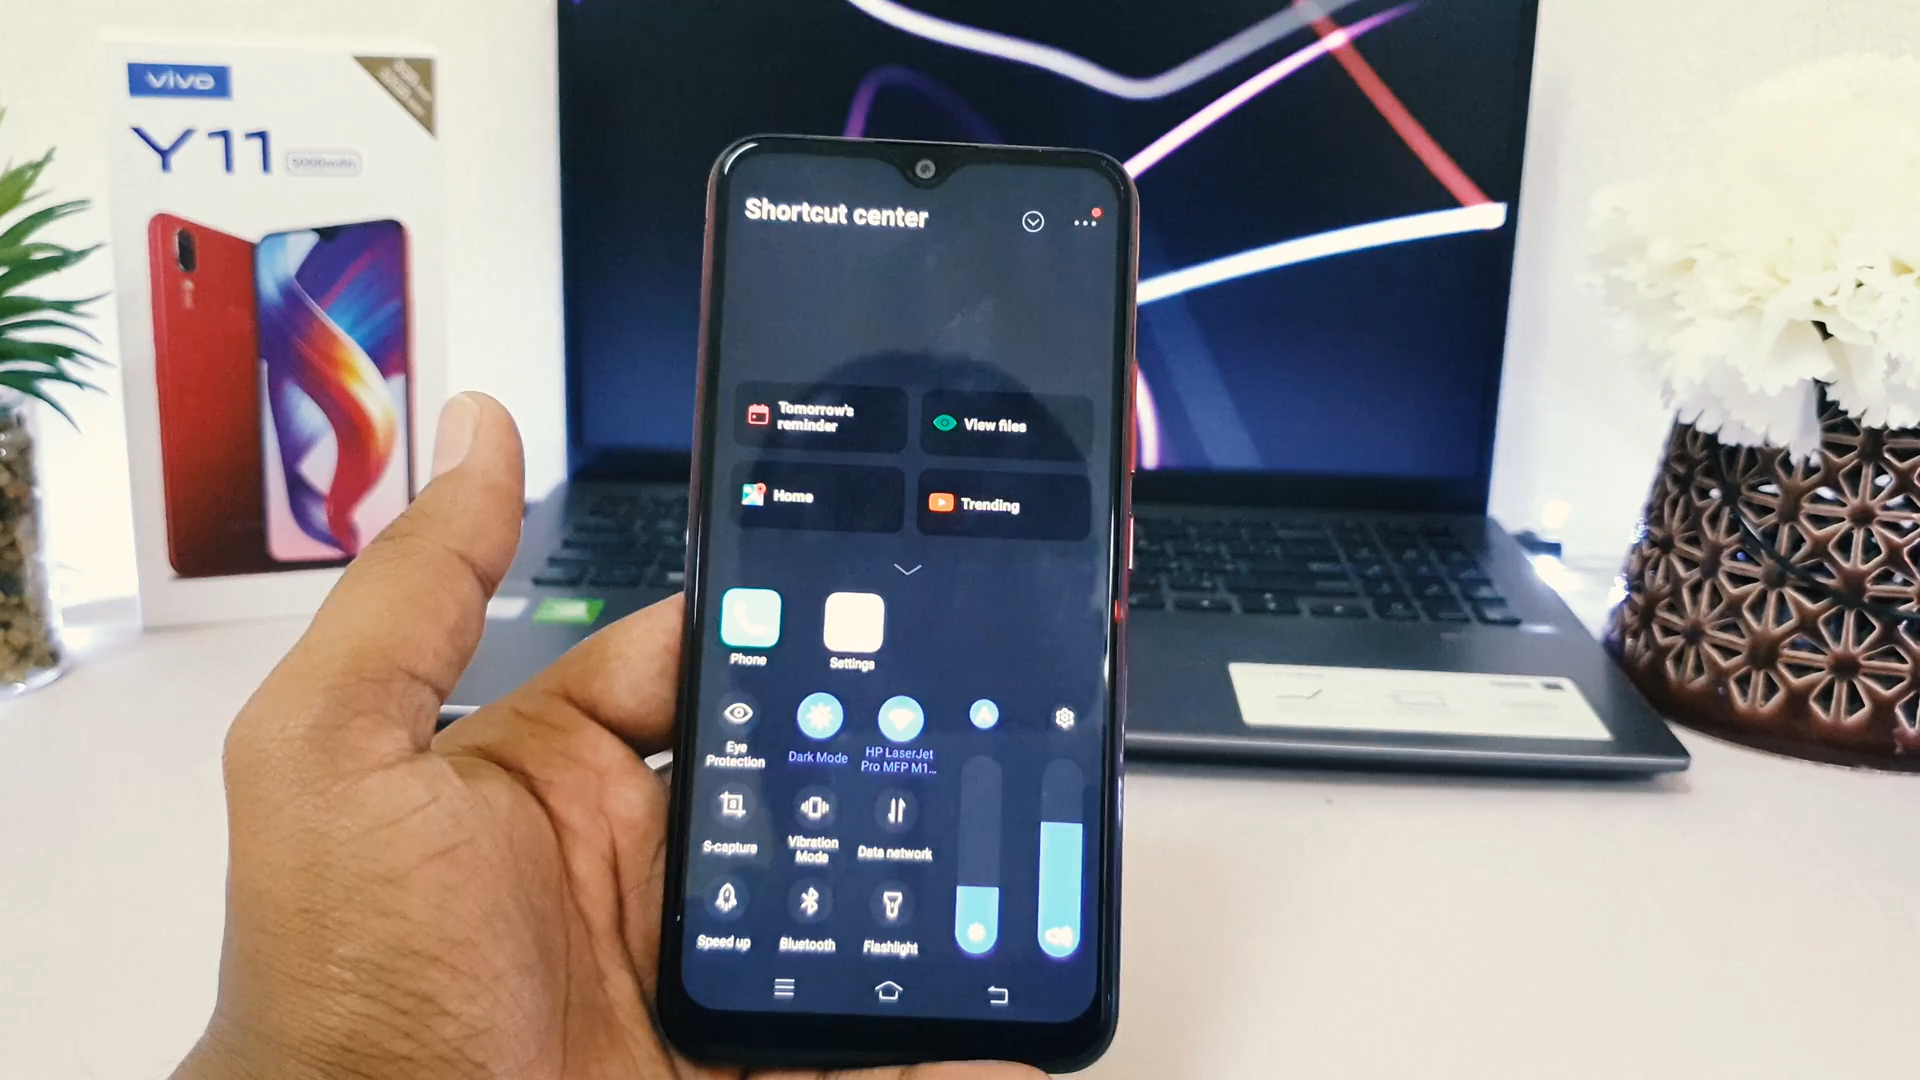 vivo
Y11
5000mAh
Shortcut center
Tomorrow's
reminder
View files
Home
Trending
Phone
Settings
Eye
Protection
Dark Mode
HP LaserJet
Pro MFP M1...
S-capture
Vibration
Mode
Data network
Speed up
Bluetooth
Flashlight